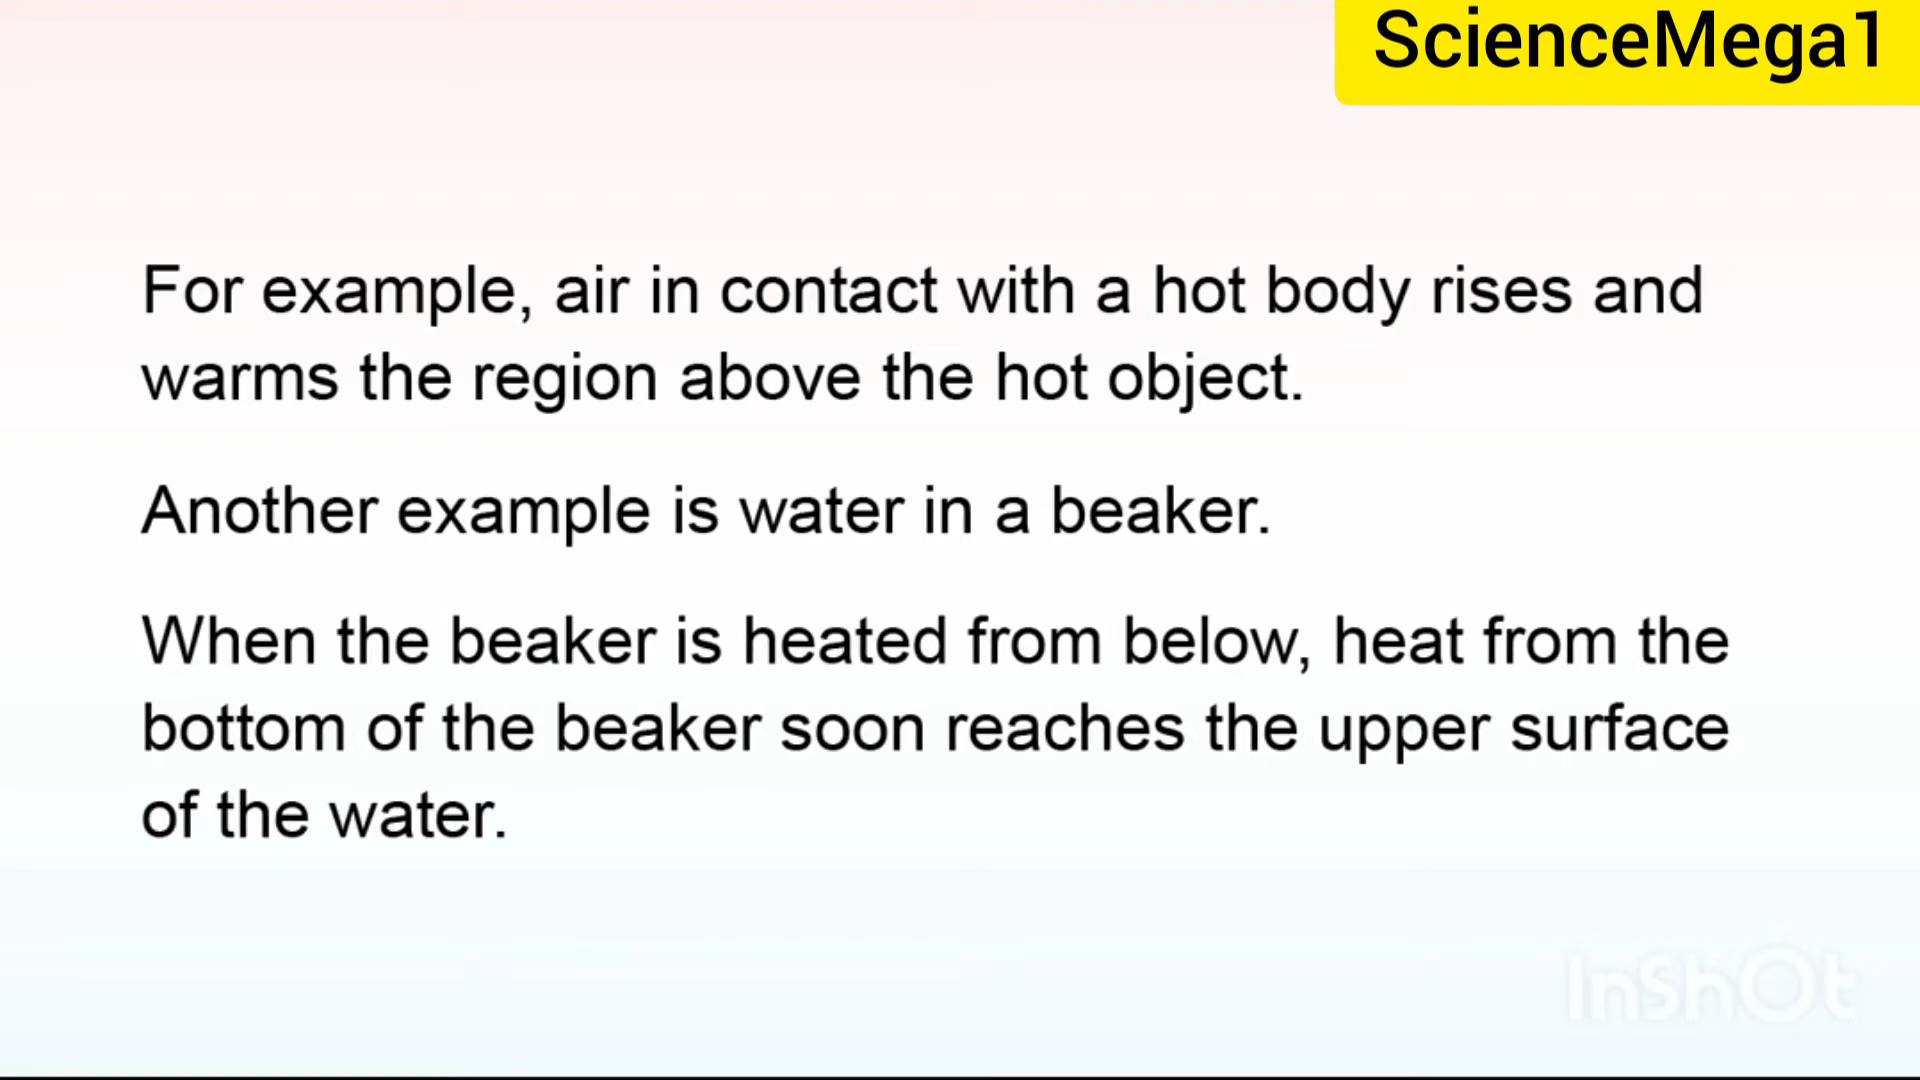 ScienceMega1
For example, air in contact with a hot body rises and
warms the region above the hot object.
Another example is water in a beaker.
When the beaker is heated from below, heat from the
bottom of the beaker soon reaches the upper surface
of the water.
InShOt